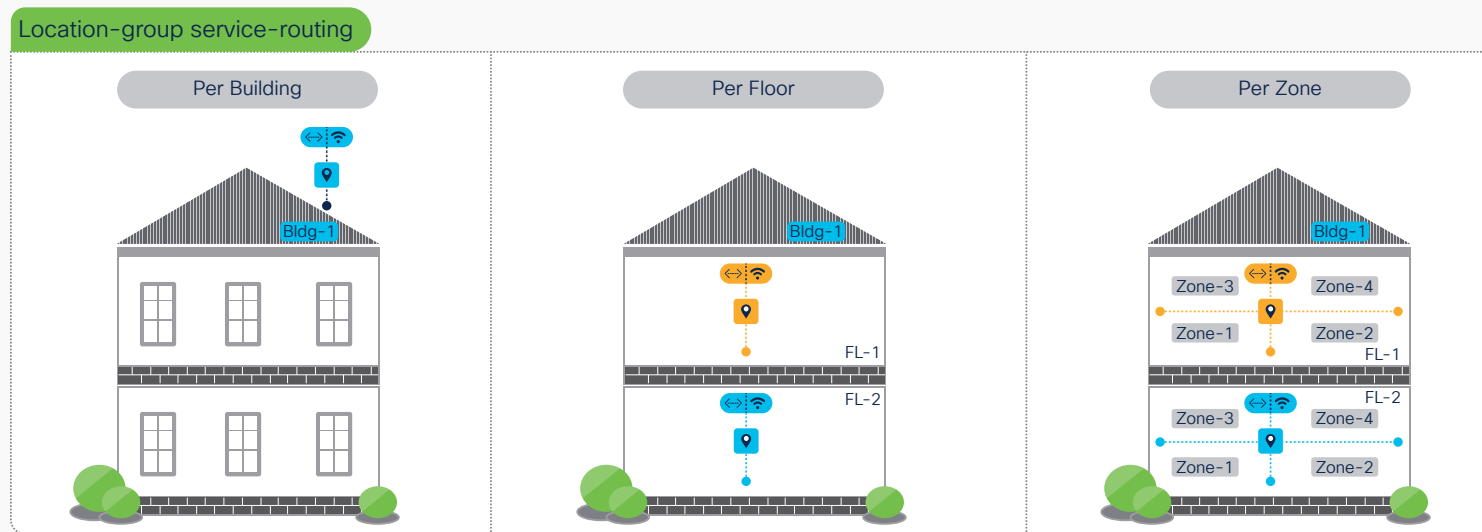 Location-group service-routing
Per Building
Bldg-1
Per Floor
Bldg-1
FL-1
FL-2
Per Zone
Bldg-1
Zone-3
Zone-4
Zone-1
Zone-2
FL-1
FL-2
Zone-3
Zone-4
Zone-1
Zone-2